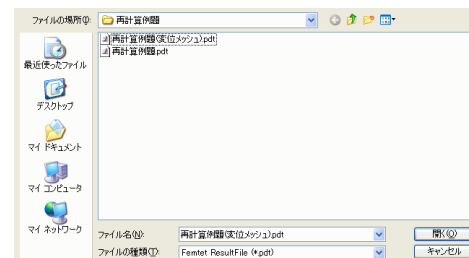 ファイルの場所(I):
再計算例題
再計算例題(変位メッシュ).pdt
再計算例題.pdt
最近使ったファイル
デスクトップ
マイ ドキュメント
マイ コンピュータ
マイ ネットワーク
ファイル名(N):
再計算例題(変位メッシュ).pdt
開く(O)
ファイルの種類(T):
Femtet ResultFile (*.pdt)
キャンセル